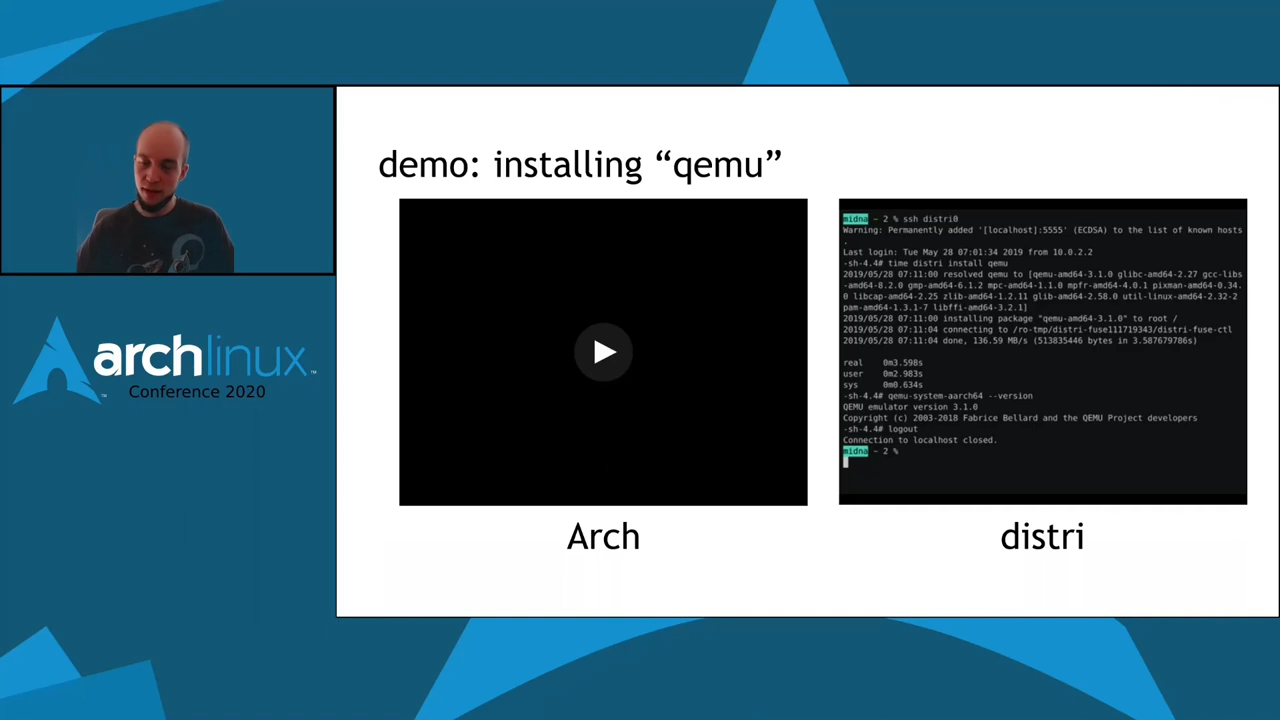 demo: installing “qemu”
midna ~ 2 % ssh distri0
Warning: Permanently added '[localhost]:5555' (ECDSA) to the list of known hosts
.
Last login: Tue May 28 07:01:34 2019 from 10.0.2.2
-sh-4.4# time distri install qemu
2019/05/28 07:11:00 resolved qemu to [qemu-amd64-3.1.0 glibc-amd64-2.27 gcc-libs
-amd64-8.2.0 gmp-amd64-6.1.2 mpc-amd64-1.1.0 mpfr-amd64-4.0.1 pixman-amd64-0.34.
0 libcap-amd64-2.25 zlib-amd64-1.2.11 glib-amd64-2.58.0 util-linux-amd64-2.32-2
pam-amd64-1.3.1-7 libffi-amd64-3.2.1]
2019/05/28 07:11:00 installing package "qemu-amd64-3.1.0" to root /
2019/05/28 07:11:04 connecting to /ro-tmp/distri-fuse111719343/distri-fuse-ctl
2019/05/28 07:11:04 done, 136.59 MB/s (513835446 bytes in 3.587679786s)
real 0m3.598s
user 0m2.983s
sys 0m0.634s
-sh-4.4# qemu-system-aarch64 --version
QEMU emulator version 3.1.0
Copyright (c) 2003-2018 Fabrice Bellard and the QEMU Project developers
-sh-4.4# logout
Connection to localhost closed.
midna ~ 2 %
Arch
distri
archlinux™
Conference 2020